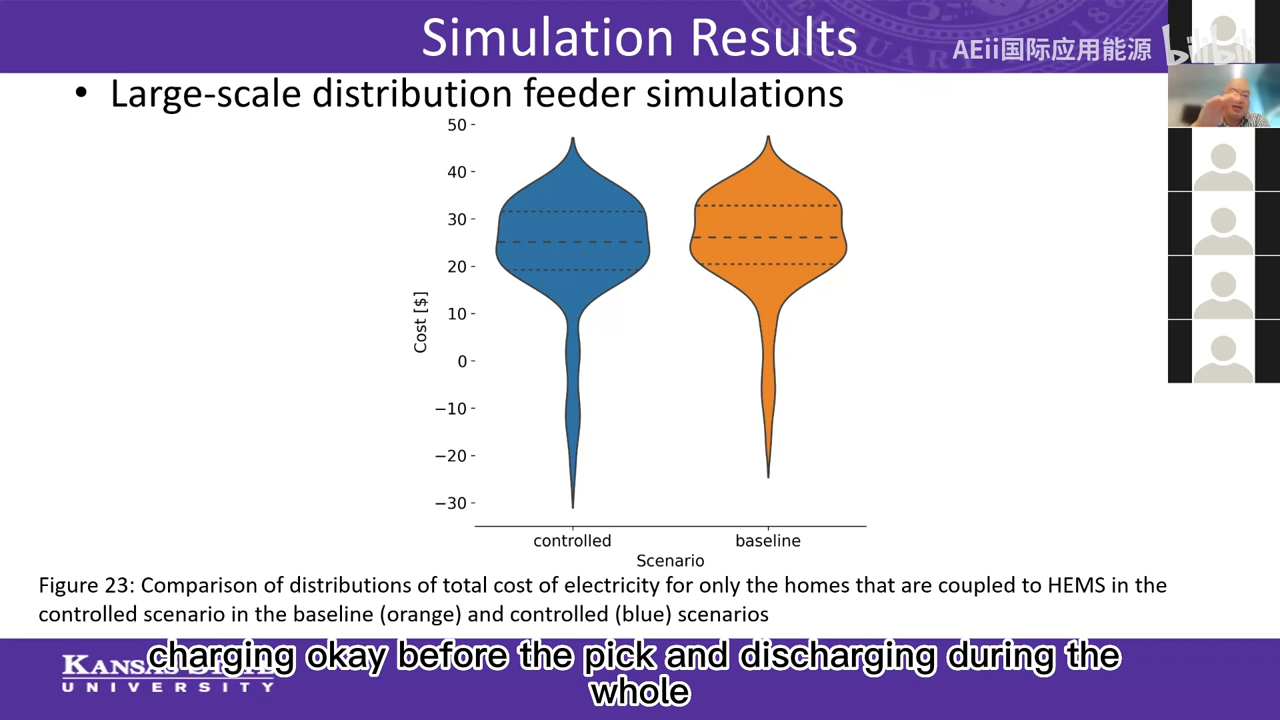 Simulation Results
AEii国际应用能源
bilibili
• Large-scale distribution feeder simulations
50
40
30
20
10
0
−10
−20
−30
Cost [$]
controlled
baseline
Scenario
Figure 23: Comparison of distributions of total cost of electricity for only the homes that are coupled to HEMS in the
controlled scenario in the baseline (orange) and controlled (blue) scenarios
charging okay before the pick and discharging during the
whole
UNIVERSITY